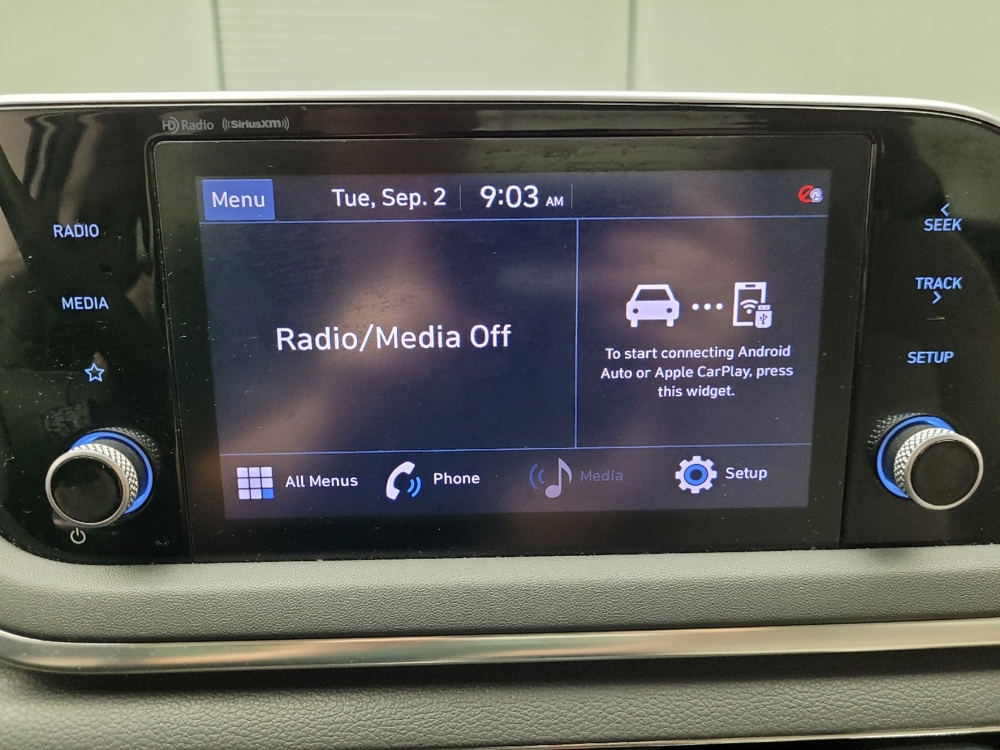 HD Radio ((SiriusXM))
Menu
Tue, Sep. 2
9:03 AM
RADIO
MEDIA
Radio/Media Off
To start connecting Android
Auto or Apple CarPlay, press
this widget.
< SEEK
TRACK >
SETUP
All Menus
Phone
Media
Setup